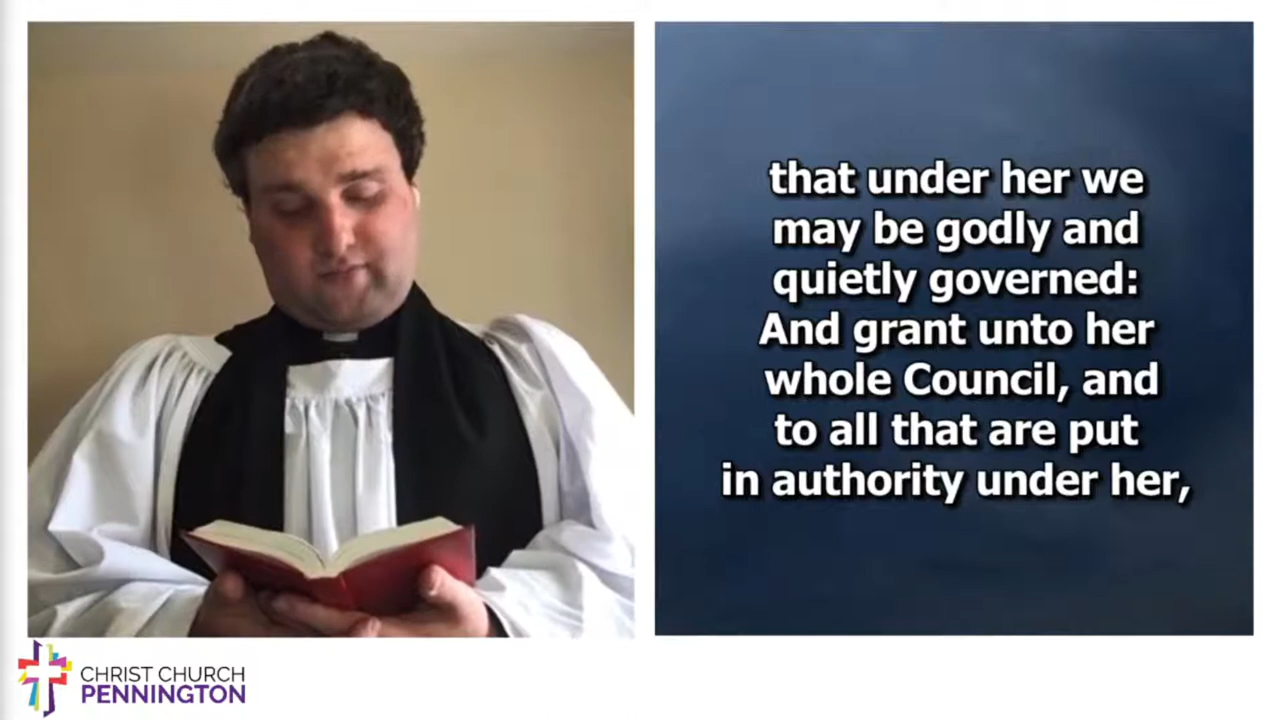 that under her we
may be godly and
quietly governed:
And grant unto her
whole Council, and
to all that are put
in authority under her,
CHRIST CHURCH
PENNINGTON